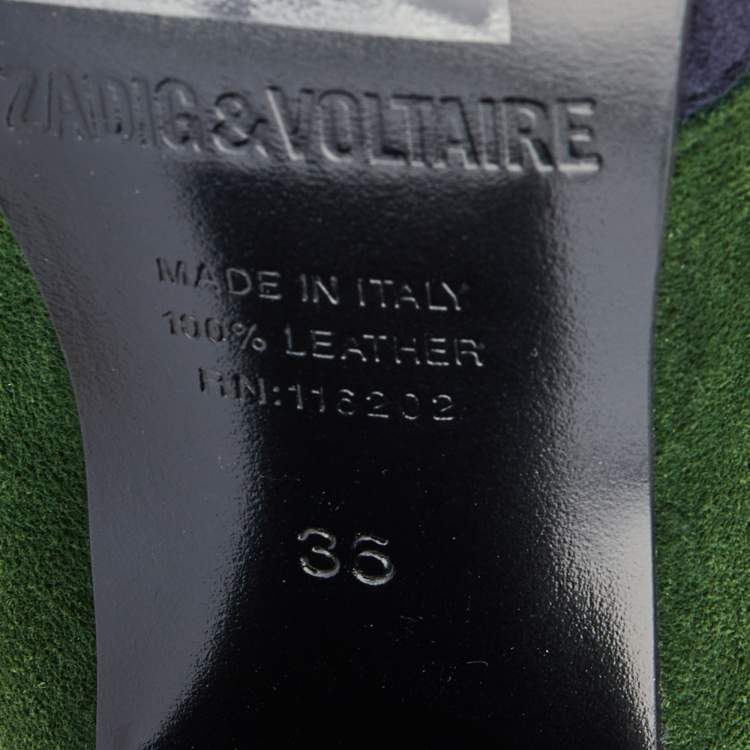 ZADIG&VOLTAIRE
MADE IN ITALY
100% LEATHER
RN:116202
36